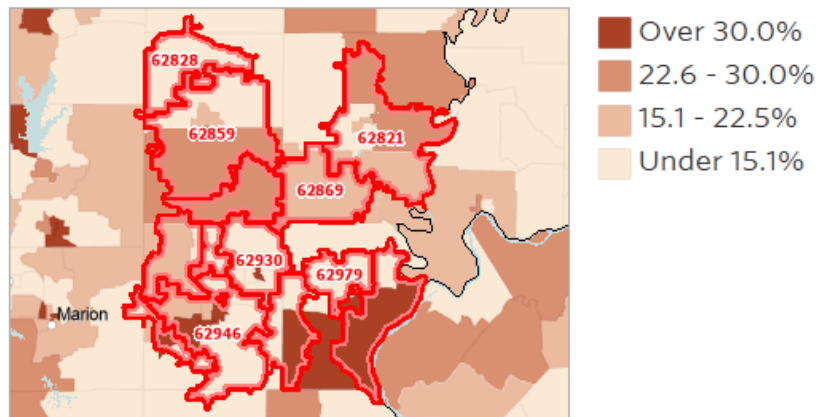 62828
62859
62821
62869
62930
62979
62946
Marion
Over 30.0%
22.6 - 30.0%
15.1 - 22.5%
Under 15.1%